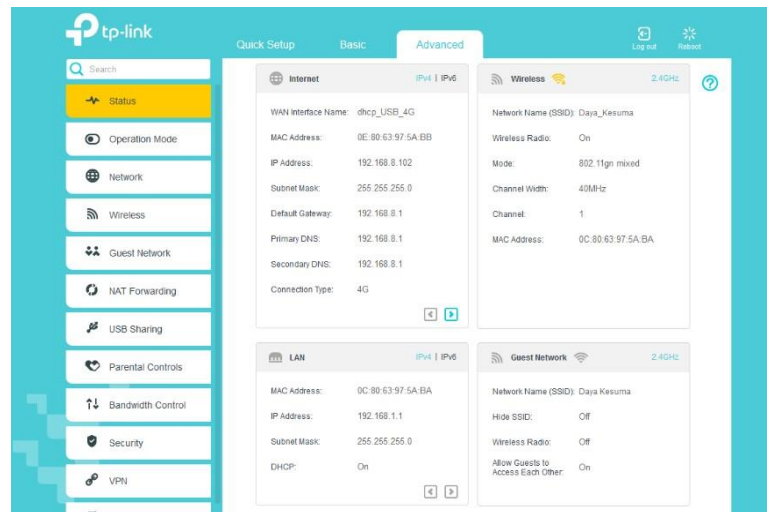 tp-link
Quick Setup
Basic
Advanced
Log out
Reboot
Search
Status
Operation Mode
Network
Wireless
Guest Network
NAT Forwarding
USB Sharing
Parental Controls
Bandwidth Control
Security
VPN
Internet
IPv4 | IPv6
WAN Interface Name: dhcp_USB_4G
MAC Address: 0E:80:63:97:5A:BB
IP Address: 192.168.8.102
Subnet Mask: 255.255.255.0
Default Gateway: 192.168.8.1
Primary DNS: 192.168.8.1
Secondary DNS: 192.168.8.1
Connection Type: 4G
Wireless
2.4GHz
Network Name (SSID): Daya_Kesuma
Wireless Radio: On
Mode: 802.11gn mixed
Channel Width: 40MHz
Channel: 1
MAC Address: 0C:80:63:97:5A:BA
LAN
IPv4 | IPv6
MAC Address: 0C:80:63:97:5A:BA
IP Address: 192.168.1.1
Subnet Mask: 255.255.255.0
DHCP: On
Guest Network
2.4GHz
Network Name (SSID): Daya Kesuma
Hide SSID: Off
Wireless Radio: Off
Allow Guests to
Access Each Other: On